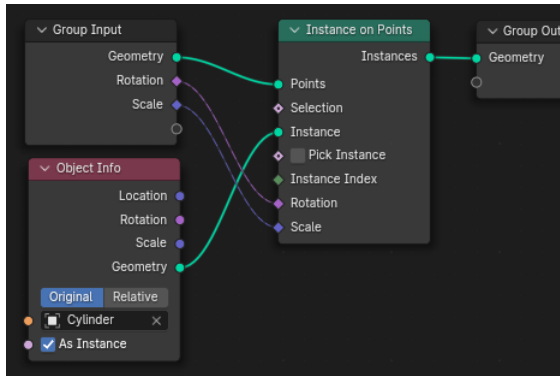 Group Input
Geometry
Rotation
Scale
Object Info
Location
Rotation
Scale
Geometry
Original Relative
Cylinder
As Instance
Instance on Points
Instances
Points
Selection
Instance
Pick Instance
Instance Index
Rotation
Scale
Group Out
Geometry